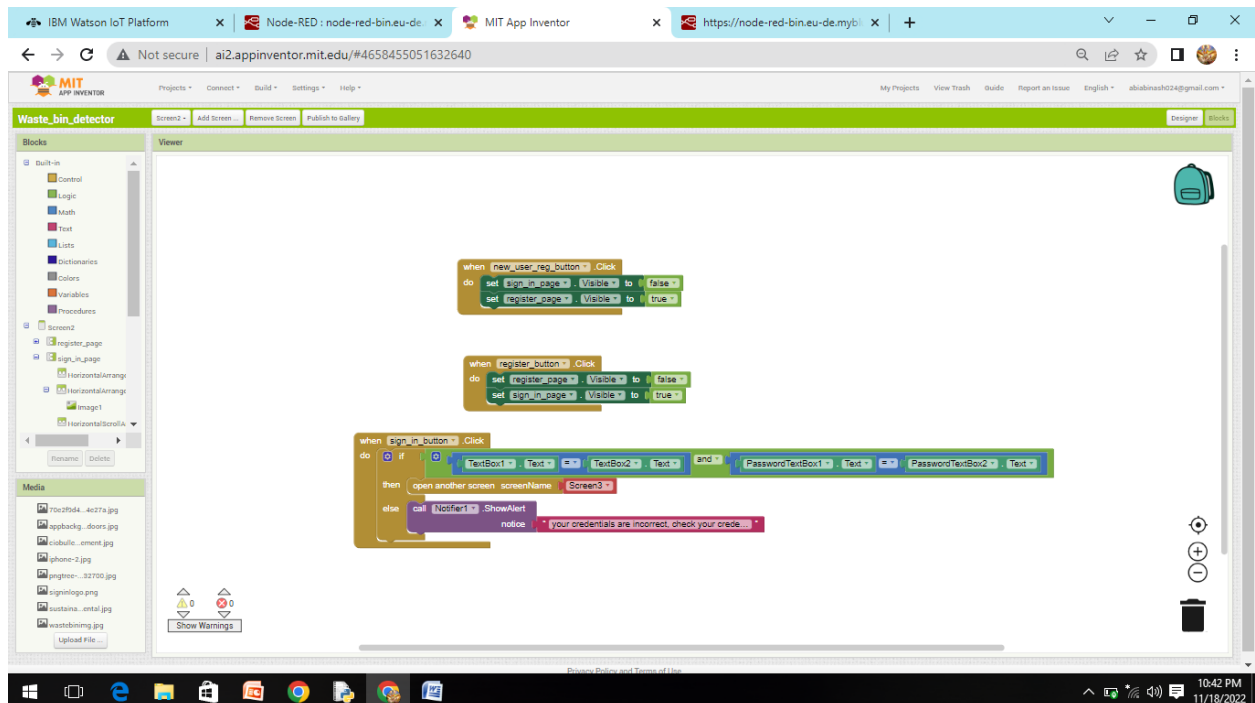 IBM Watson IoT Platform
Node-RED : node-red-bin.eu-de.
MIT App Inventor
https://node-red-bin.eu-de.mybl
Not secure | ai2.appinventor.mit.edu/#4658455051632640
MIT
APP INVENTOR
Projects
Connect
Build
Settings
Help
My Projects
View Trash
Guide
Report an Issue
English
abiabinash024@gmail.com
Waste_bin_detector
Screen2
Add Screen ...
Remove Screen
Publish to Gallery
Designer
Blocks
Blocks
Viewer
Built-in
Control
Logic
Math
Text
Lists
Dictionaries
Colors
Variables
Procedures
Screen2
register_page
sign_in_page
HorizontalArrange
HorizontalArrange
Image1
HorizontalScrollA
Rename
Delete
Media
70e2f9d4...4e27a.jpg
appbackg...doors.jpg
ciobulle...ement.jpg
iphone-2.jpg
pngtree-...32700.jpg
signinlogo.png
sustaina...ental.jpg
wastebinimg.jpg
Upload File ...
when new_user_reg_button .Click
do set sign_in_page . Visible to false
set register_page . Visible to true
when register_button .Click
do set register_page . Visible to false
set sign_in_page . Visible to true
when sign_in_button .Click
do if TextBox1 . Text = TextBox2 . Text and PasswordTextBox1 . Text = PasswordTextBox2 . Text
then open another screen screenName Screen3
else call Notifier1 .ShowAlert
notice " your credentials are incorrect, check your crede... "
0
0
Show Warnings
Privacy Policy and Terms of Use
10:42 PM
11/18/2022